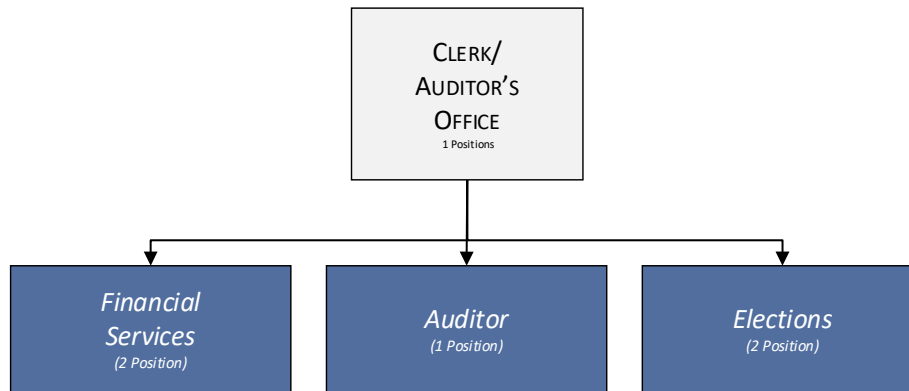 CLERK/
AUDITOR’S
OFFICE
1 Positions
Financial
Services
(2 Position)
Auditor
(1 Position)
Elections
(2 Position)